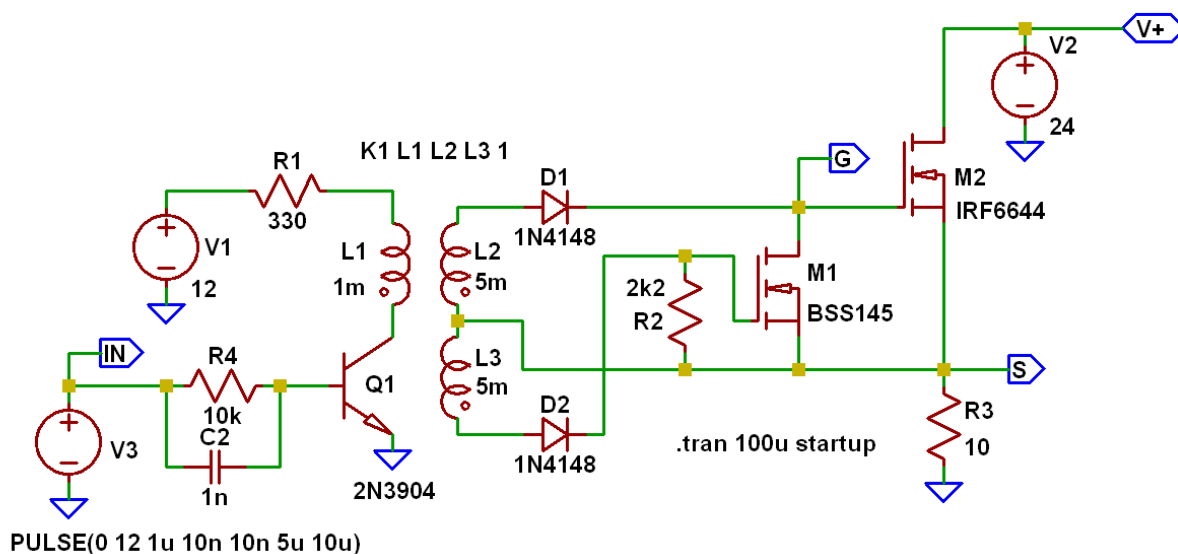 V+
V2
24
K1 L1 L2 L3 1
G
R1
330
D1
1N4148
M2
IRF6644
V1
12
L1
1m
L2
5m
2k2
R2
M1
BSS145
IN
R4
10k
C2
1n
Q1
L3
5m
S
D2
1N4148
R3
10
V3
.tran 100u startup
2N3904
PULSE(0 12 1u 10n 10n 5u 10u)